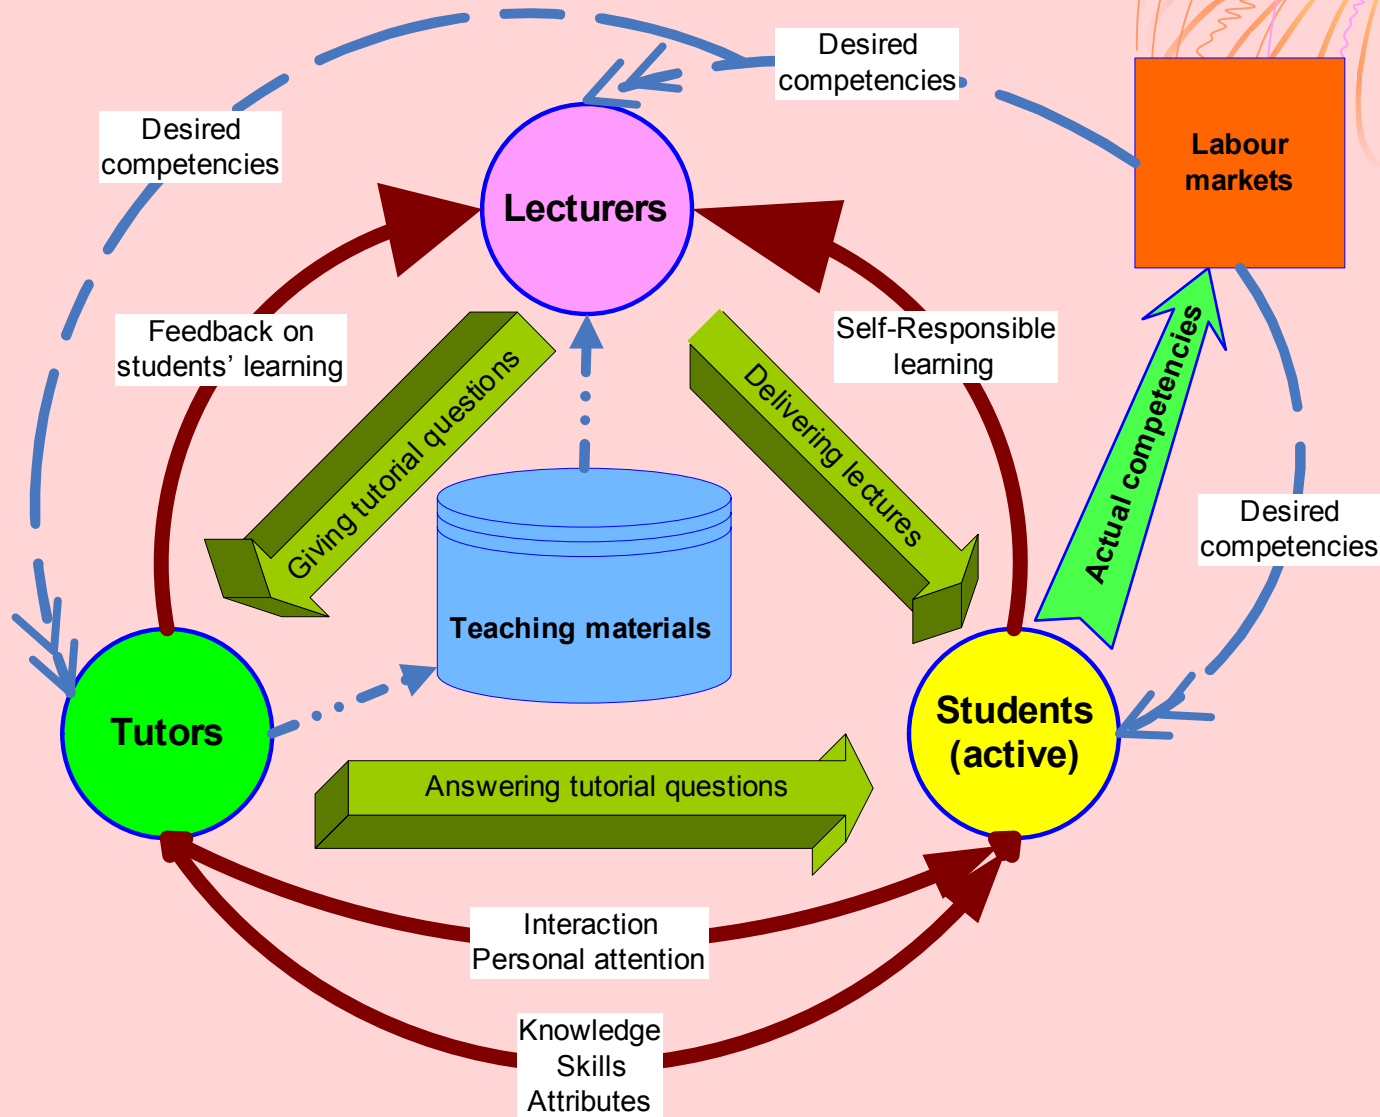 Desired
competencies
Desired
competencies
Labour
markets
Lecturers
Feedback on
students’ learning
Self-Responsible
learning
Giving tutorial questions
Delivering lectures
Actual competencies
Desired
competencies
Teaching materials
Tutors
Students
(active)
Answering tutorial questions
Interaction
Personal attention
Knowledge
Skills
Attributes